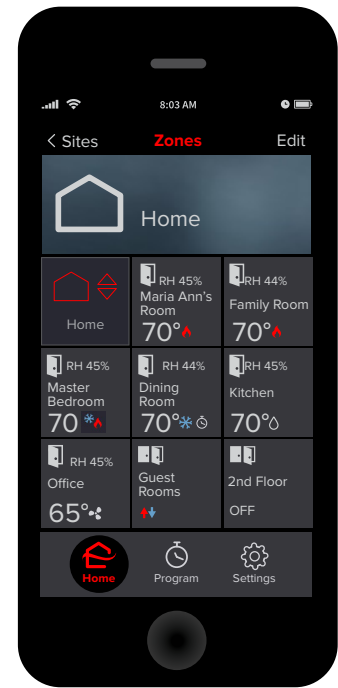 8:03 AM
Sites
Zones
Edit
Home
Home
RH 45%
Maria Ann's
Room
70°
RH 44%
Family Room
70°
RH 45%
Master
Bedroom
70
RH 44%
Dining
Room
70°
RH 45%
Kitchen
70°
RH 45%
Office
65°
Guest
Rooms
2nd Floor
OFF
Home
Program
Settings